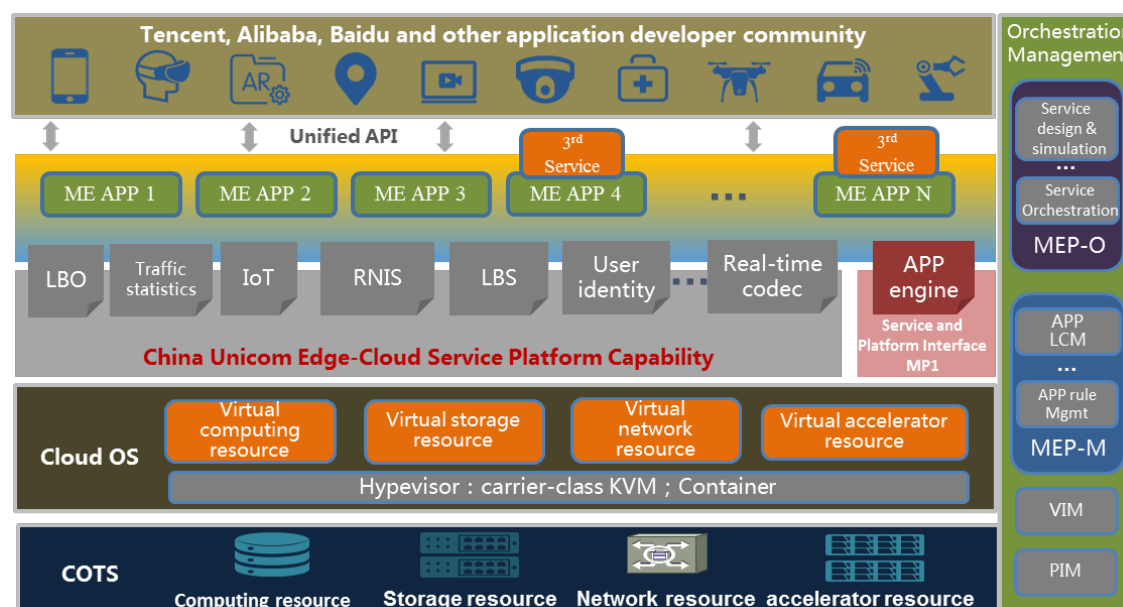 Tencent, Alibaba, Baidu and other application developer community
AR
Unified API
3rd
Service
3rd
Service
ME APP 1
ME APP 2
ME APP 3
ME APP 4
...
ME APP N
LBO
Traffic
statistics
IoT
RNIS
LBS
User
identity
...
Real-time
codec
APP
engine
China Unicom Edge-Cloud Service Platform Capability
Service and
Platform Interface
MP1
Cloud OS
Virtual
computing
resource
Virtual storage
resource
Virtual
network
resource
Virtual accelerator
resource
Hypevisor：carrier-class KVM；Container
COTS
Computing resource
Storage resource
Network resource
accelerator resource
Orchestration
Management
Service
design &
simulation
...
Service
Orchestration
MEP-O
APP
LCM
...
APP rule
Mgmt
MEP-M
VIM
PIM